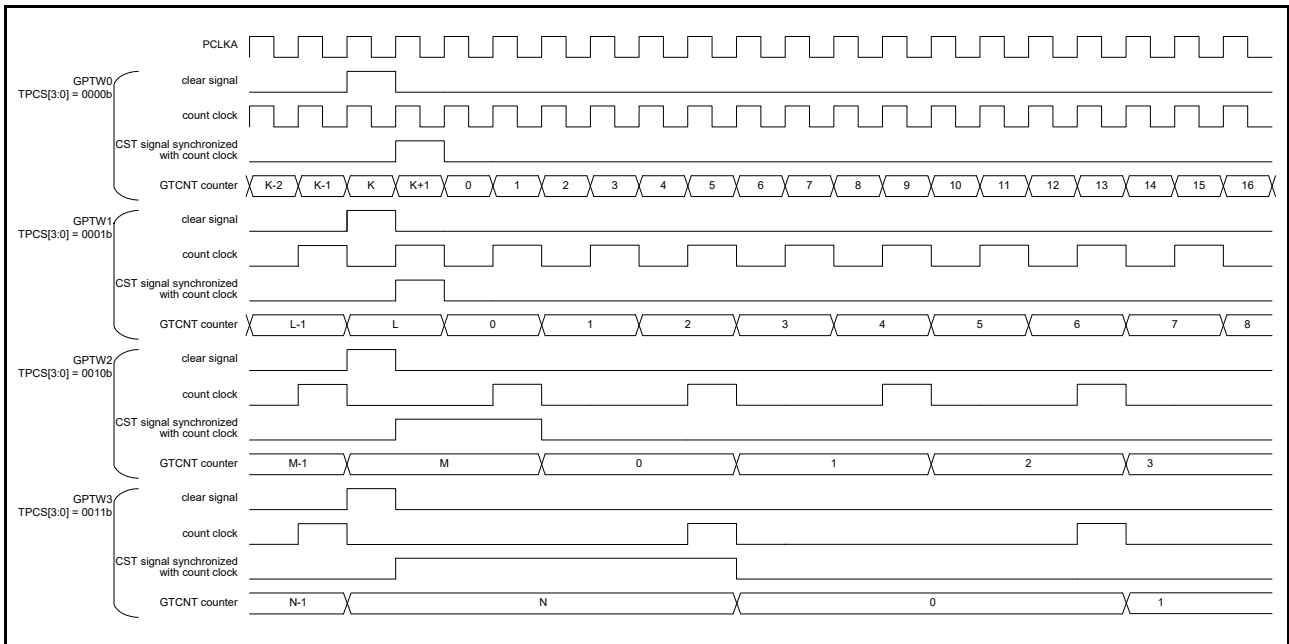 PCLKA
GPTW0
TPCS[3:0] = 0000b
clear signal
count clock
CST signal synchronized
with count clock
GTCNT counter K-2 K-1 K K+1 0 1 2 3 4 5 6 7 8 9 10 11 12 13 14 15 16
GPTW1
TPCS[3:0] = 0001b
clear signal
count clock
CST signal synchronized
with count clock
GTCNT counter L-1 L 0 1 2 3 4 5 6 7 8
GPTW2
TPCS[3:0] = 0010b
clear signal
count clock
CST signal synchronized
with count clock
GTCNT counter M-1 M 0 1 2 3
GPTW3
TPCS[3:0] = 0011b
clear signal
count clock
CST signal synchronized
with count clock
GTCNT counter N-1 N 0 1